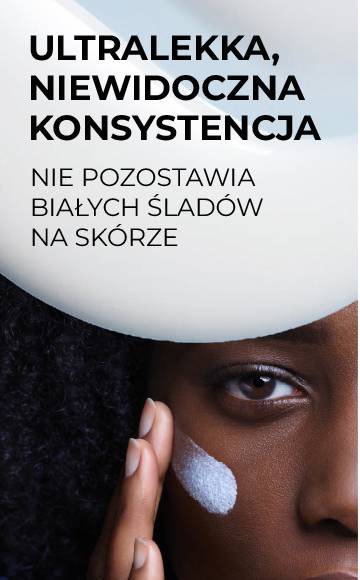 ULTRALEKKA,
NIEWIDOCZNA
KONSYSTENCJA
NIE POZOSTAWIA
BIAŁYCH ŚLADÓW
NA SKÓRZE